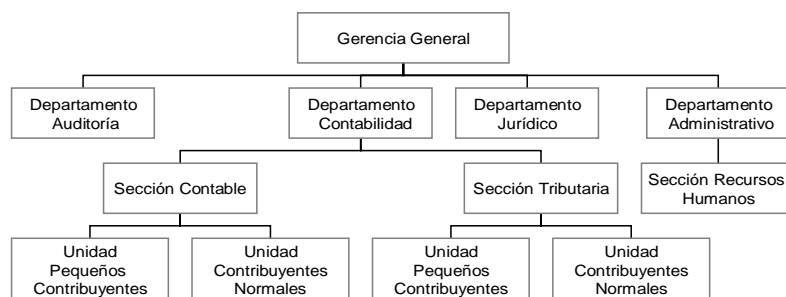 Gerencia General
Departamento
Auditoría
Departamento
Contabilidad
Departamento
Jurídico
Departamento
Administrativo
Sección Contable
Sección Tributaria
Sección Recursos
Humanos
Unidad
Pequeños
Contribuyentes
Unidad
Contribuyentes
Normales
Unidad
Pequeños
Contribuyentes
Unidad
Contribuyentes
Normales